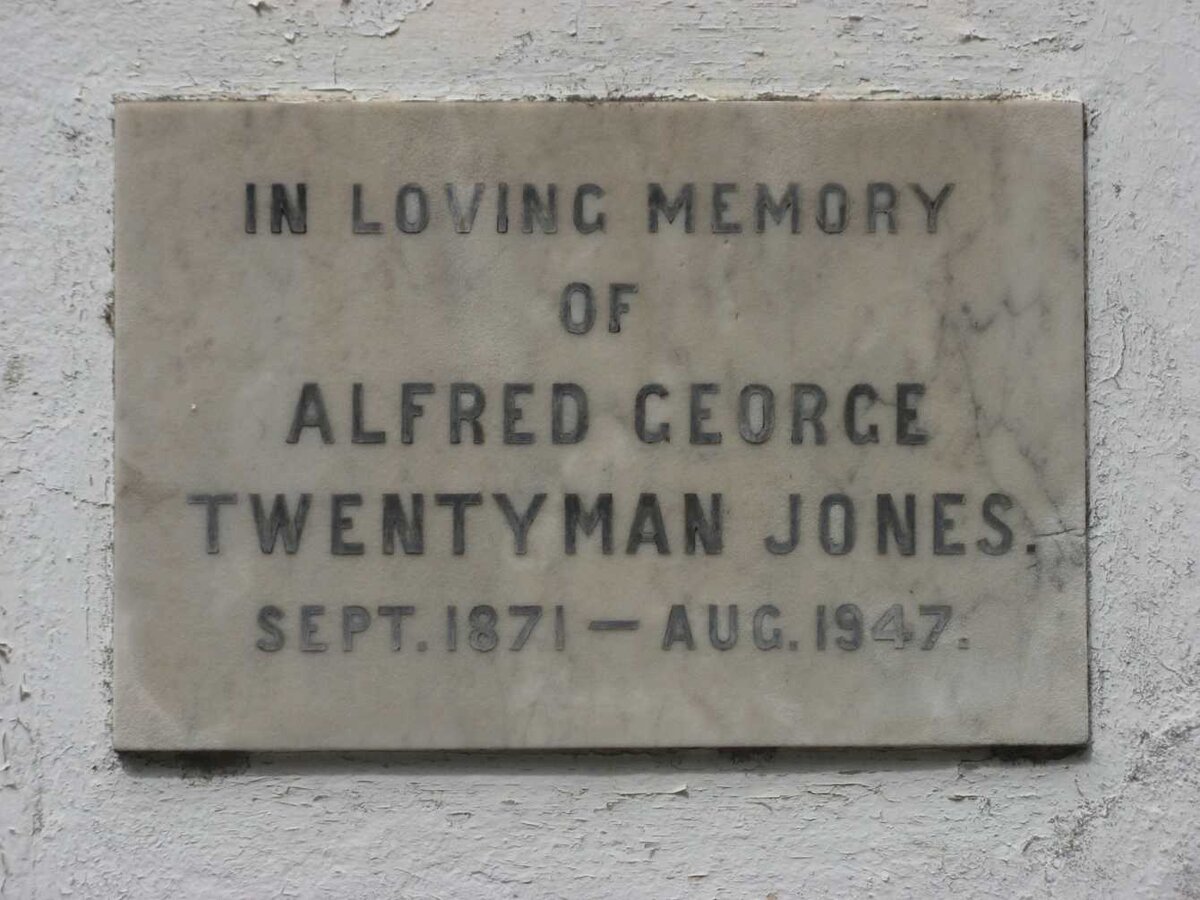 IN LOVING MEMORY
OF
ALFRED GEORGE
TWENTYMAN JONES.
SEPT. 1871 — AUG. 1947.